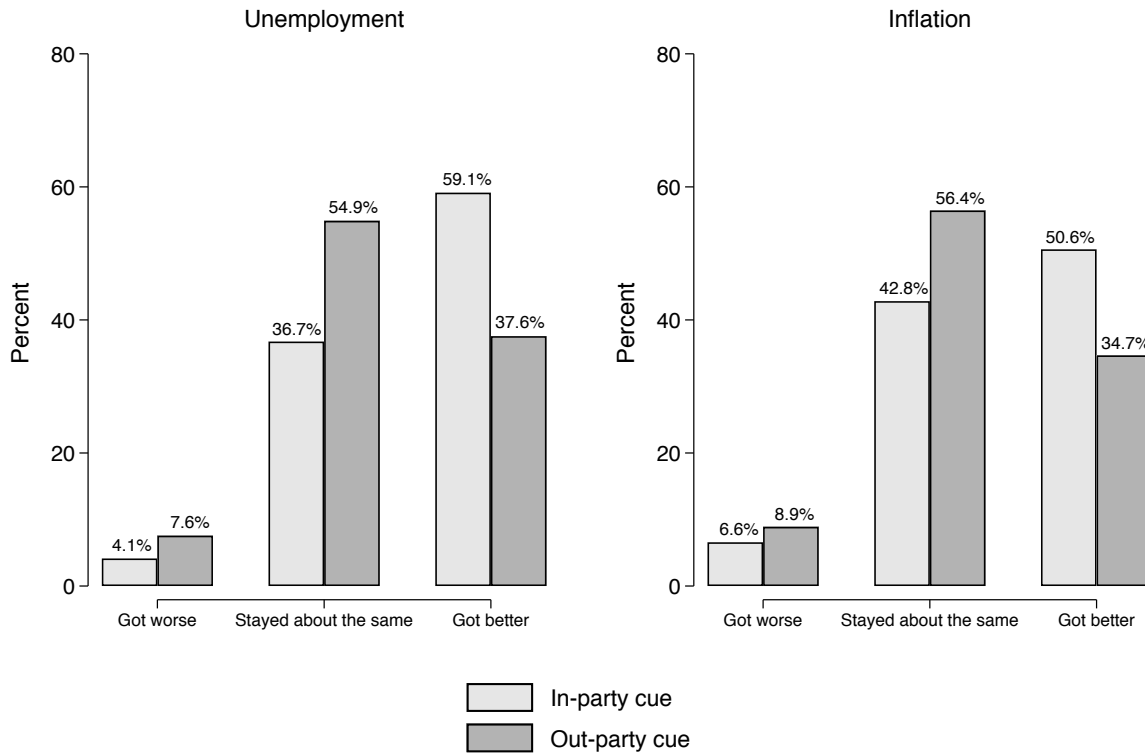 Unemployment
Percent
80
60
40
20
0
4.1%
7.6%
36.7%
54.9%
59.1%
37.6%
Got worse
Stayed about the same
Got better
Inflation
Percent
80
60
40
20
0
6.6%
8.9%
42.8%
56.4%
50.6%
34.7%
Got worse
Stayed about the same
Got better
In-party cue
Out-party cue